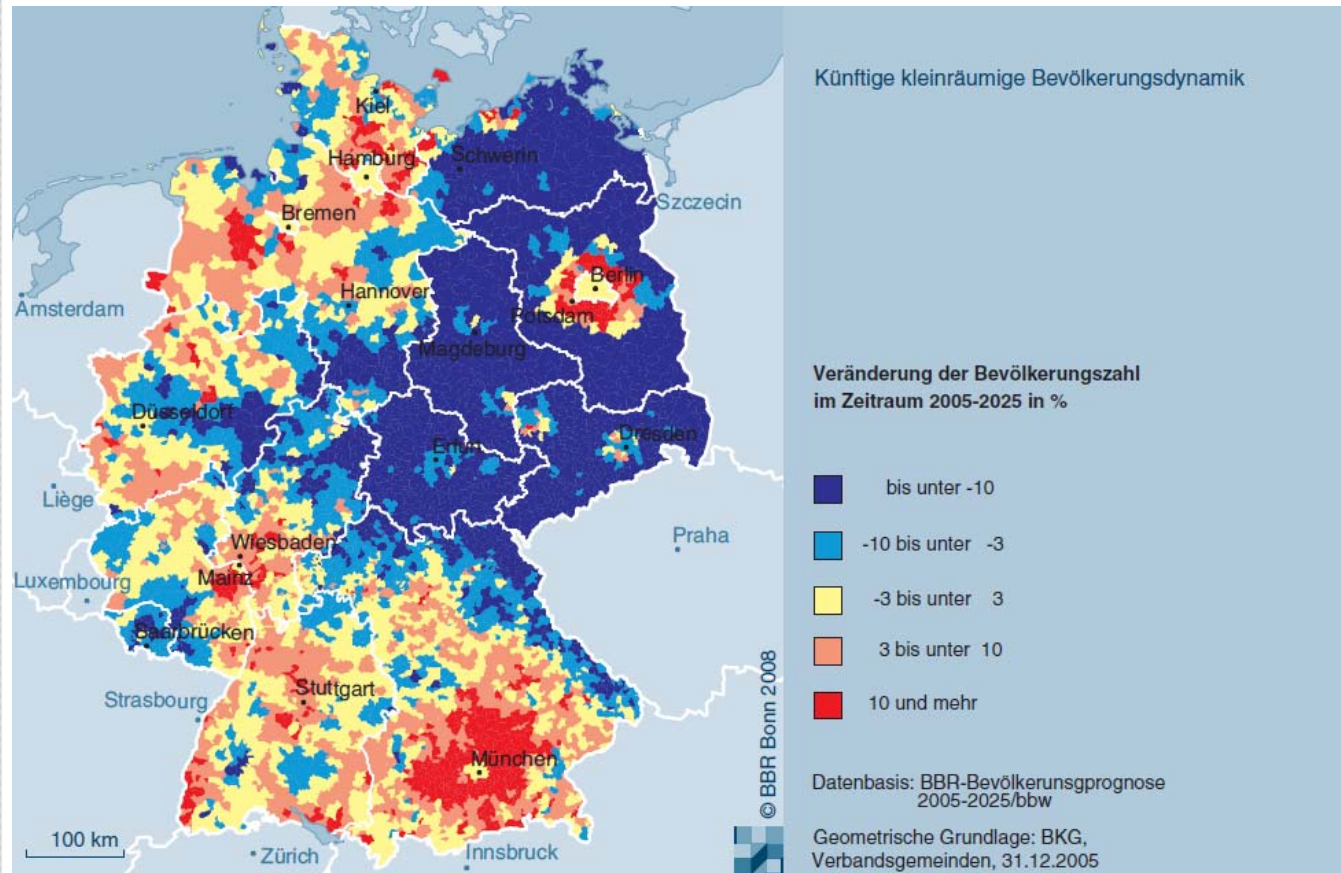 Künftige kleinräumige Bevölkerungsdynamik
Kiel
Hamburg
Schwerin
Szczecin
Bremen
Berlin
Hannover
Amsterdam
Potsdam
Magdeburg
Düsseldorf
Dresden
Erfurt
Liège
Praha
Wiesbaden
Luxembourg
Mainz
Saarbrücken
Strasbourg
Stuttgart
München
100 km
Zürich
Innsbruck
© BBR Bonn 2008
Veränderung der Bevölkerungszahl
im Zeitraum 2005-2025 in %
bis unter -10
-10 bis unter -3
-3 bis unter 3
3 bis unter 10
10 und mehr
Datenbasis: BBR-Bevölkerunsgprognose
2005-2025/bbw
Geometrische Grundlage: BKG,
Verbandsgemeinden, 31.12.2005